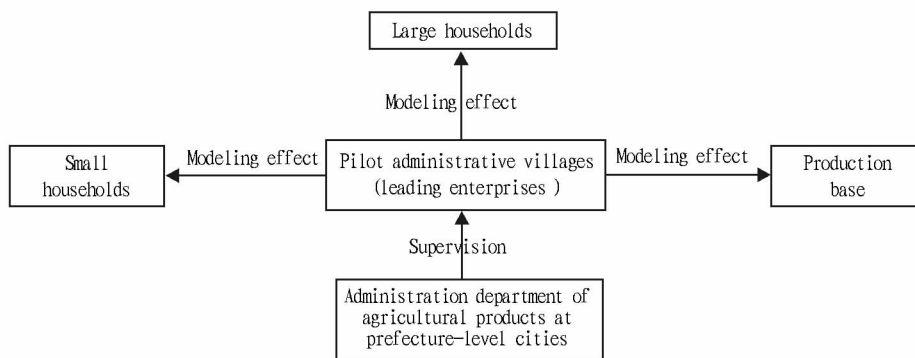 Large households
Modeling effect
Small
households
Modeling effect
Pilot administrative villages
(leading enterprises )
Modeling effect
Production
base
Supervision
Administration department of
agricultural products at
prefecture-level cities